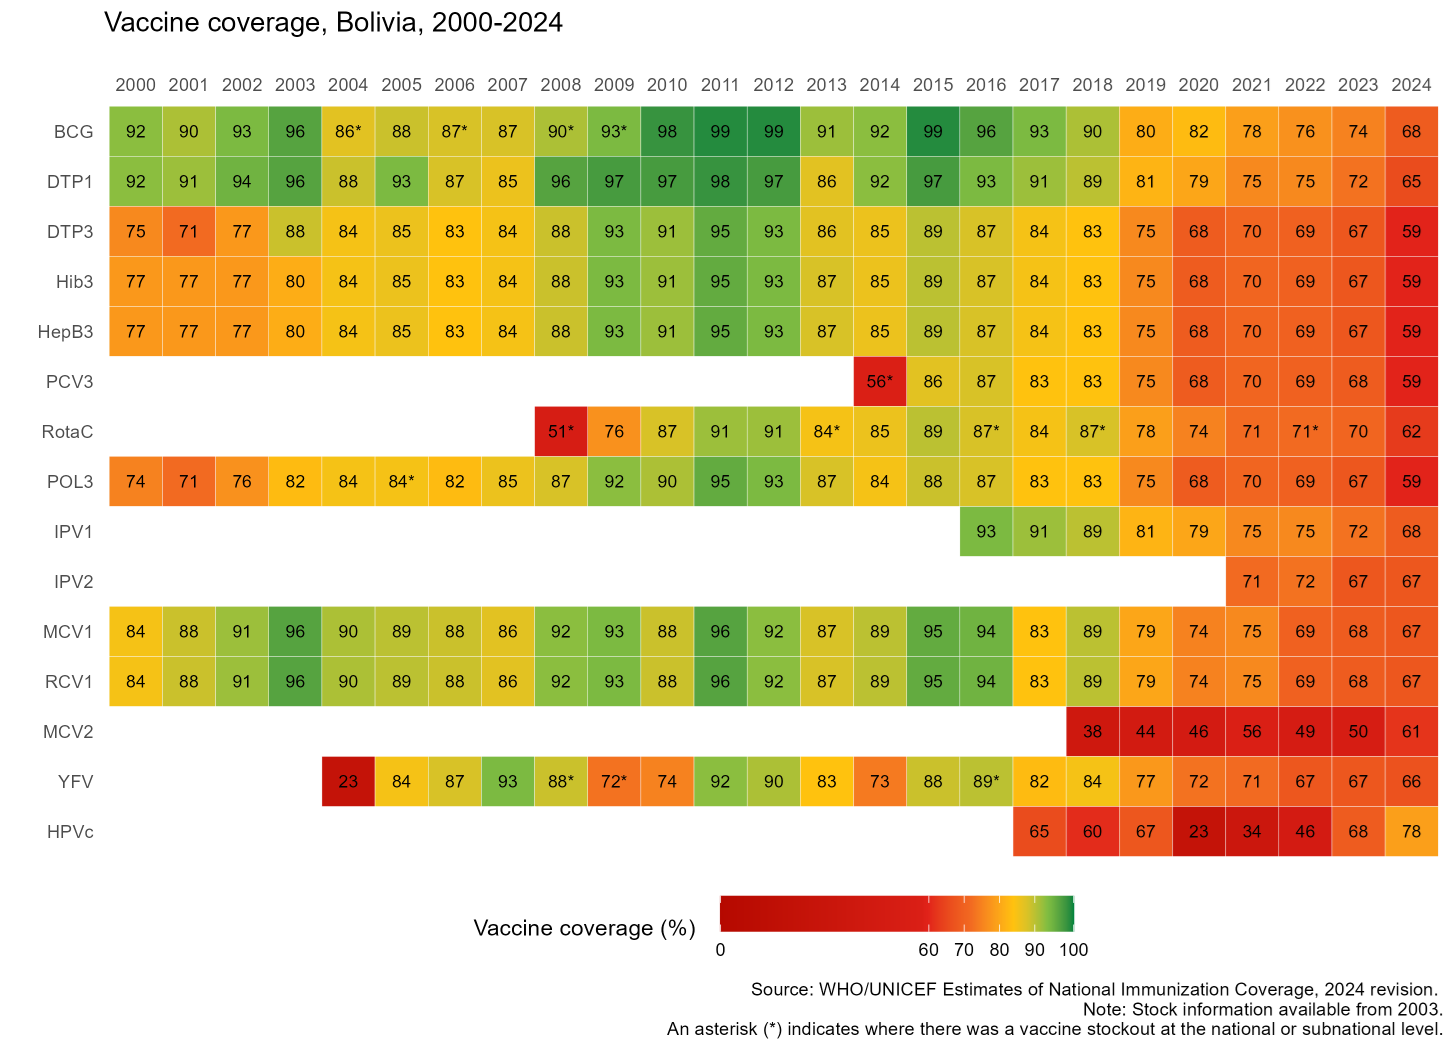 Vaccine coverage, Bolivia, 2000-2024
2000 2001 2002 2003 2004 2005 2006 2007 2008 2009 2010 2011 2012 2013 2014 2015 2016 2017 2018 2019 2020 2021 2022 2023 2024
BCG 92 90 93 96 86* 88 87* 87 90* 93* 98 99 99 91 92 99 96 93 90 80 82 78 76 74 68
DTP1 92 91 94 96 88 93 87 85 96 97 97 98 97 86 92 97 93 91 89 81 79 75 75 72 65
DTP3 75 71 77 88 84 85 83 84 88 93 91 95 93 86 85 89 87 84 83 75 68 70 69 67 59
Hib3 77 77 77 80 84 85 83 84 88 93 91 95 93 87 85 89 87 84 83 75 68 70 69 67 59
HepB3 77 77 77 80 84 85 83 84 88 93 91 95 93 87 85 89 87 84 83 75 68 70 69 67 59
PCV3 56* 86 87 83 83 75 68 70 69 68 59
RotaC 51* 76 87 91 91 84* 85 89 87* 84 87* 78 74 71 71* 70 62
POL3 74 71 76 82 84 84* 82 85 87 92 90 95 93 87 84 88 87 83 83 75 68 70 69 67 59
IPV1 93 91 89 81 79 75 75 72 68
IPV2 71 72 67 67
MCV1 84 88 91 96 90 89 88 86 92 93 88 96 92 87 89 95 94 83 89 79 74 75 69 68 67
RCV1 84 88 91 96 90 89 88 86 92 93 88 96 92 87 89 95 94 83 89 79 74 75 69 68 67
MCV2 38 44 46 56 49 50 61
YFV 23 84 87 93 88* 72* 74 92 90 83 73 88 89* 82 84 77 72 71 67 67 66
HPVc 65 60 67 23 34 46 68 78
Vaccine coverage (%)
0 60 70 80 90 100
Source: WHO/UNICEF Estimates of National Immunization Coverage, 2024 revision.
Note: Stock information available from 2003.
An asterisk (*) indicates where there was a vaccine stockout at the national or subnational level.